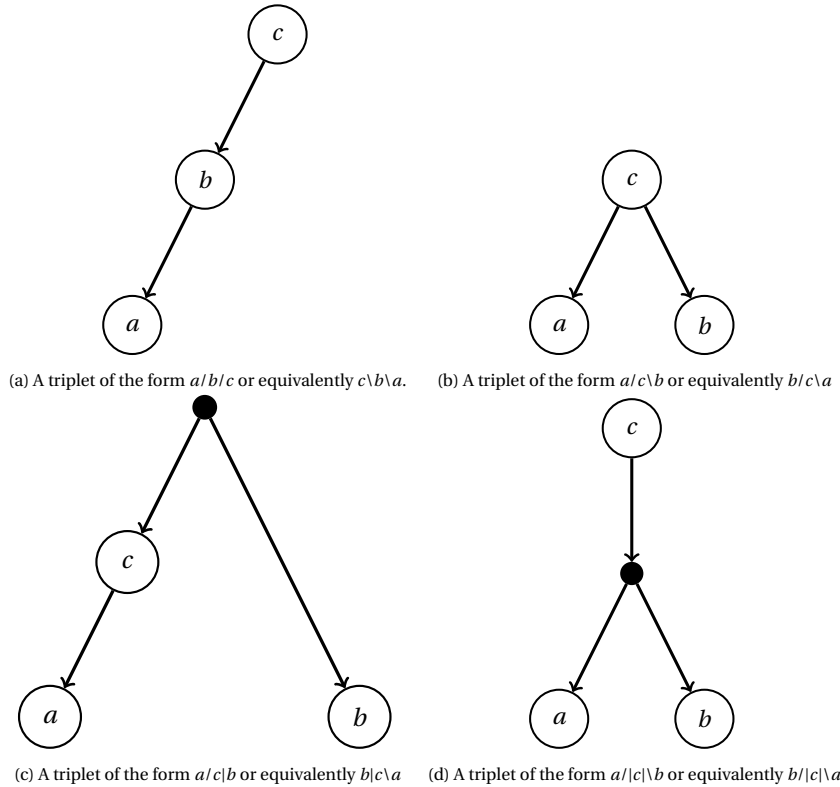 c
b
c
a
a
b
(a) A triplet of the form a/b/c or equivalently c\b\a.
(b) A triplet of the form a/c\b or equivalently b/c\a
c
c
a
b
a
b
(c) A triplet of the form a/c|b or equivalently b|c\a
(d) A triplet of the form a/|c|\b or equivalently b/|c|\a